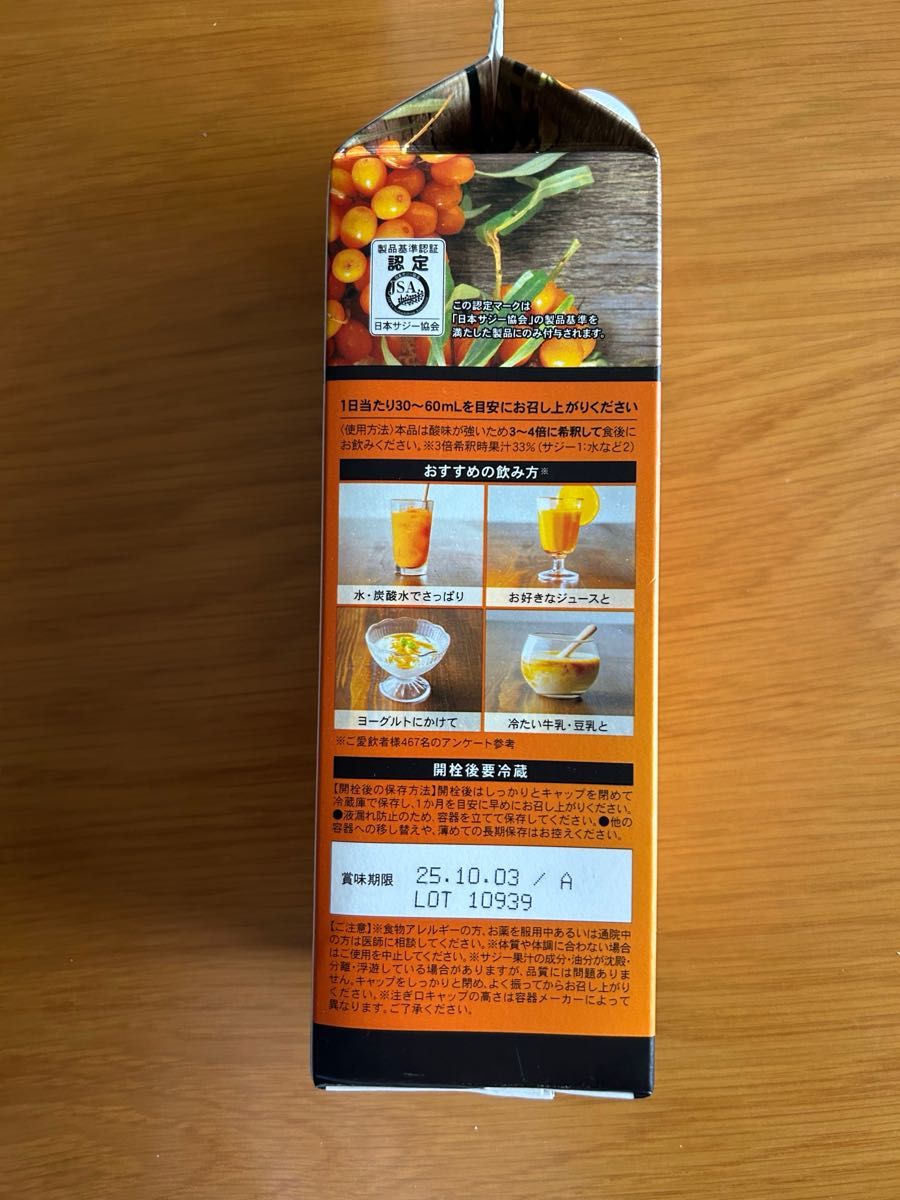 製品基準認証
認定
JSA
日本サジー協会
この認定マークは
「日本サジー協会」の製品基準を
満たした製品にのみ付与されます。
1日当たり30〜60mLを目安にお召し上がりください
〈使用方法〉本品は酸味が強いため3〜4倍に希釈して食後に
お飲みください。※3倍希釈時果汁33%(サジー1:水など2)
おすすめの飲み方※
水・炭酸水でさっぱり
お好きなジュースと
ヨーグルトにかけて
冷たい牛乳・豆乳と
※ご愛飲者様467名のアンケート参考
開栓後要冷蔵
【開栓後の保存方法】開栓後はしっかりとキャップを閉めて
冷蔵庫で保存し、1か月を目安に早めにお召し上がりください。
●液漏れ防止のため、容器を立てて保存してください。●他の
容器への移し替えや、薄めての長期保存はお控えください。
賞味期限 25.10.03 / A
LOT 10939
【ご注意】※食物アレルギーの方、お薬を服用中あるいは通院中
の方は医師に相談してください。※体質や体調に合わない場合
はご使用を中止してください。※サジー果汁の成分・油分が沈殿・
分離・浮遊している場合がありますが、品質には問題ありま
せん。キャップをしっかりと閉め、よく振ってからお召し上がり
ください。※注ぎ口キャップの高さは容器メーカーによって
異なります。ご了承ください。